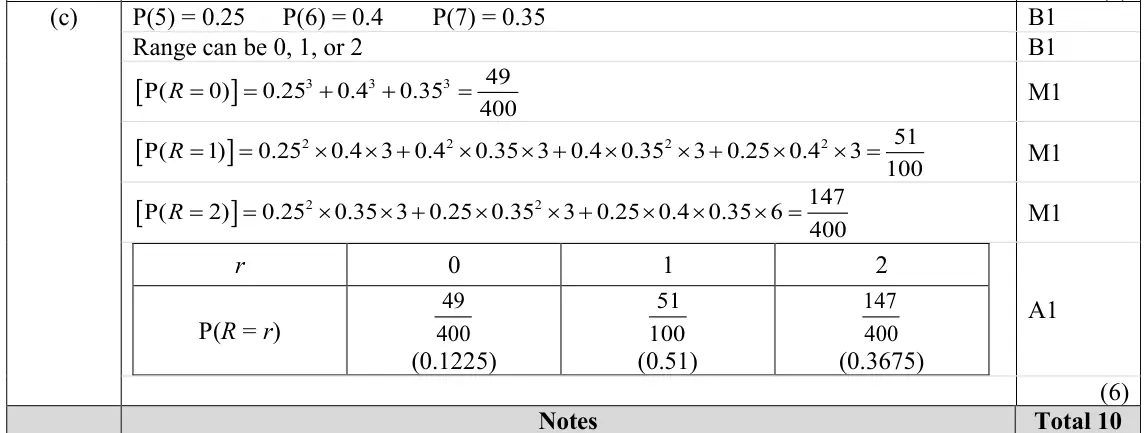 (c) P(5) = 0.25 P(6) = 0.4 P(7) = 0.35 B1
Range can be 0, 1, or 2 B1
[P(R = 0)] = 0.25³ + 0.4³ + 0.35³ = 49/400 M1
[P(R = 1)] = 0.25² × 0.4 × 3 + 0.4² × 0.35 × 3 + 0.4 × 0.35² × 3 + 0.25 × 0.4² × 3 = 51/100 M1
[P(R = 2)] = 0.25² × 0.35 × 3 + 0.25 × 0.35² × 3 + 0.25 × 0.4 × 0.35 × 6 = 147/400 M1
r 0 1 2
P(R = r) 49/400 (0.1225) 51/100 (0.51) 147/400 (0.3675) A1
(6)
Notes Total 10